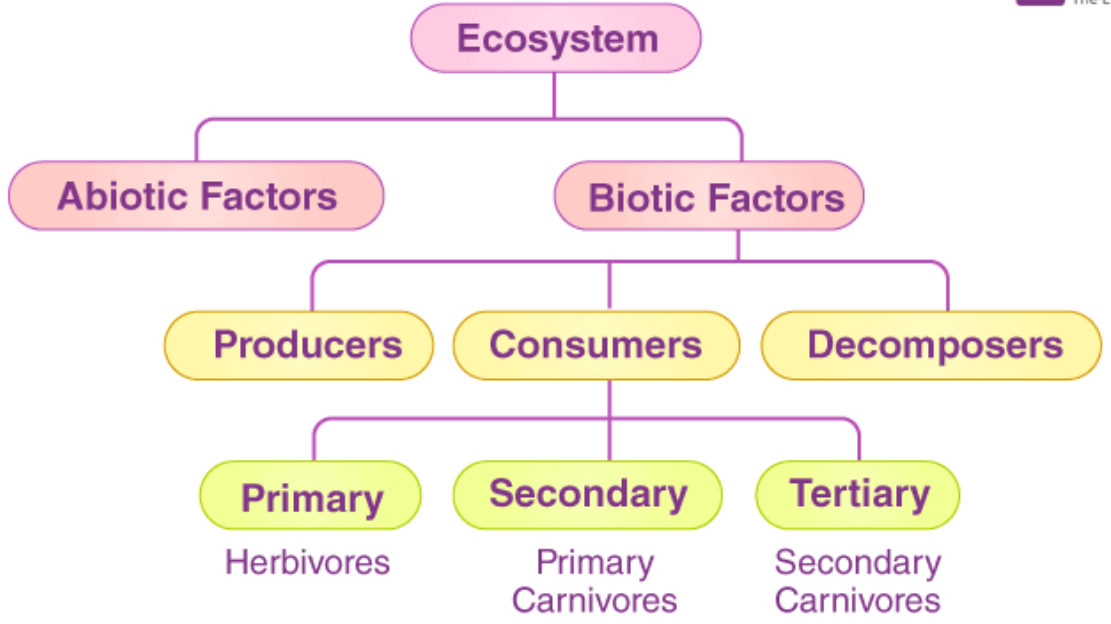 Ecosystem
Abiotic Factors
Biotic Factors
Producers
Consumers
Decomposers
Primary
Secondary
Tertiary
Herbivores
Primary
Carnivores
Secondary
Carnivores